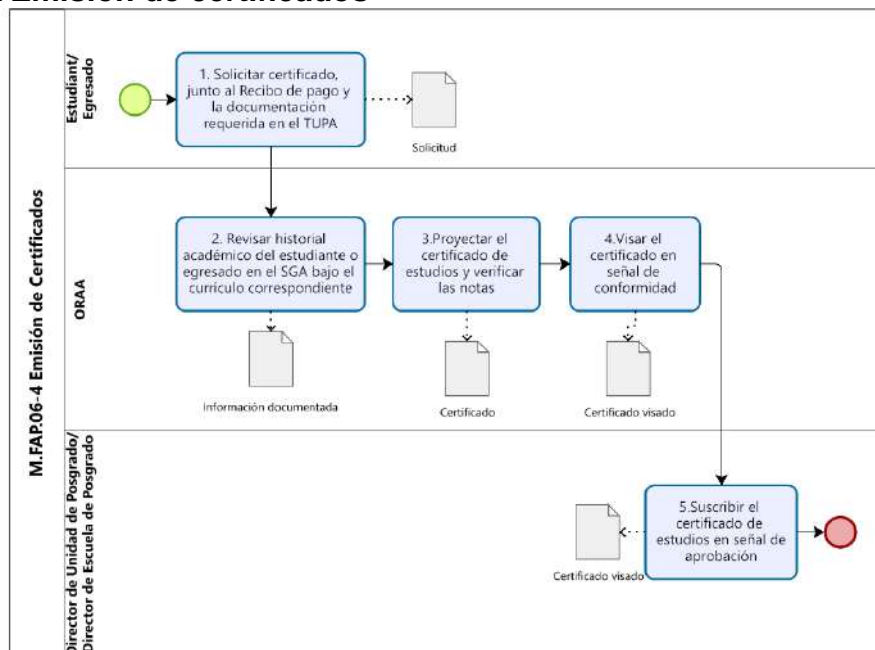 Emisión de certificados
M.FAP.06-4 Emisión de Certificados
Estudiant/
Egresado
1. Solicitar certificado,
junto al Recibo de pago y
la documentación
requerida en el TUPA
Solicitud
ORAA
2. Revisar historial
académico del estudiante o
egresado en el SGA bajo el
currículo correspondiente
3.Proyectar el
certificado de
estudios y verificar
las notas
4.Visar el
certificado en
señal de
conformidad
Información documentada
Certificado
Certificado visado
Director de Unidad de Posgrado/
Director de Escuela de Posgrado
5.Suscribir el
certificado de
estudios en señal de
aprobación
Certificado visado